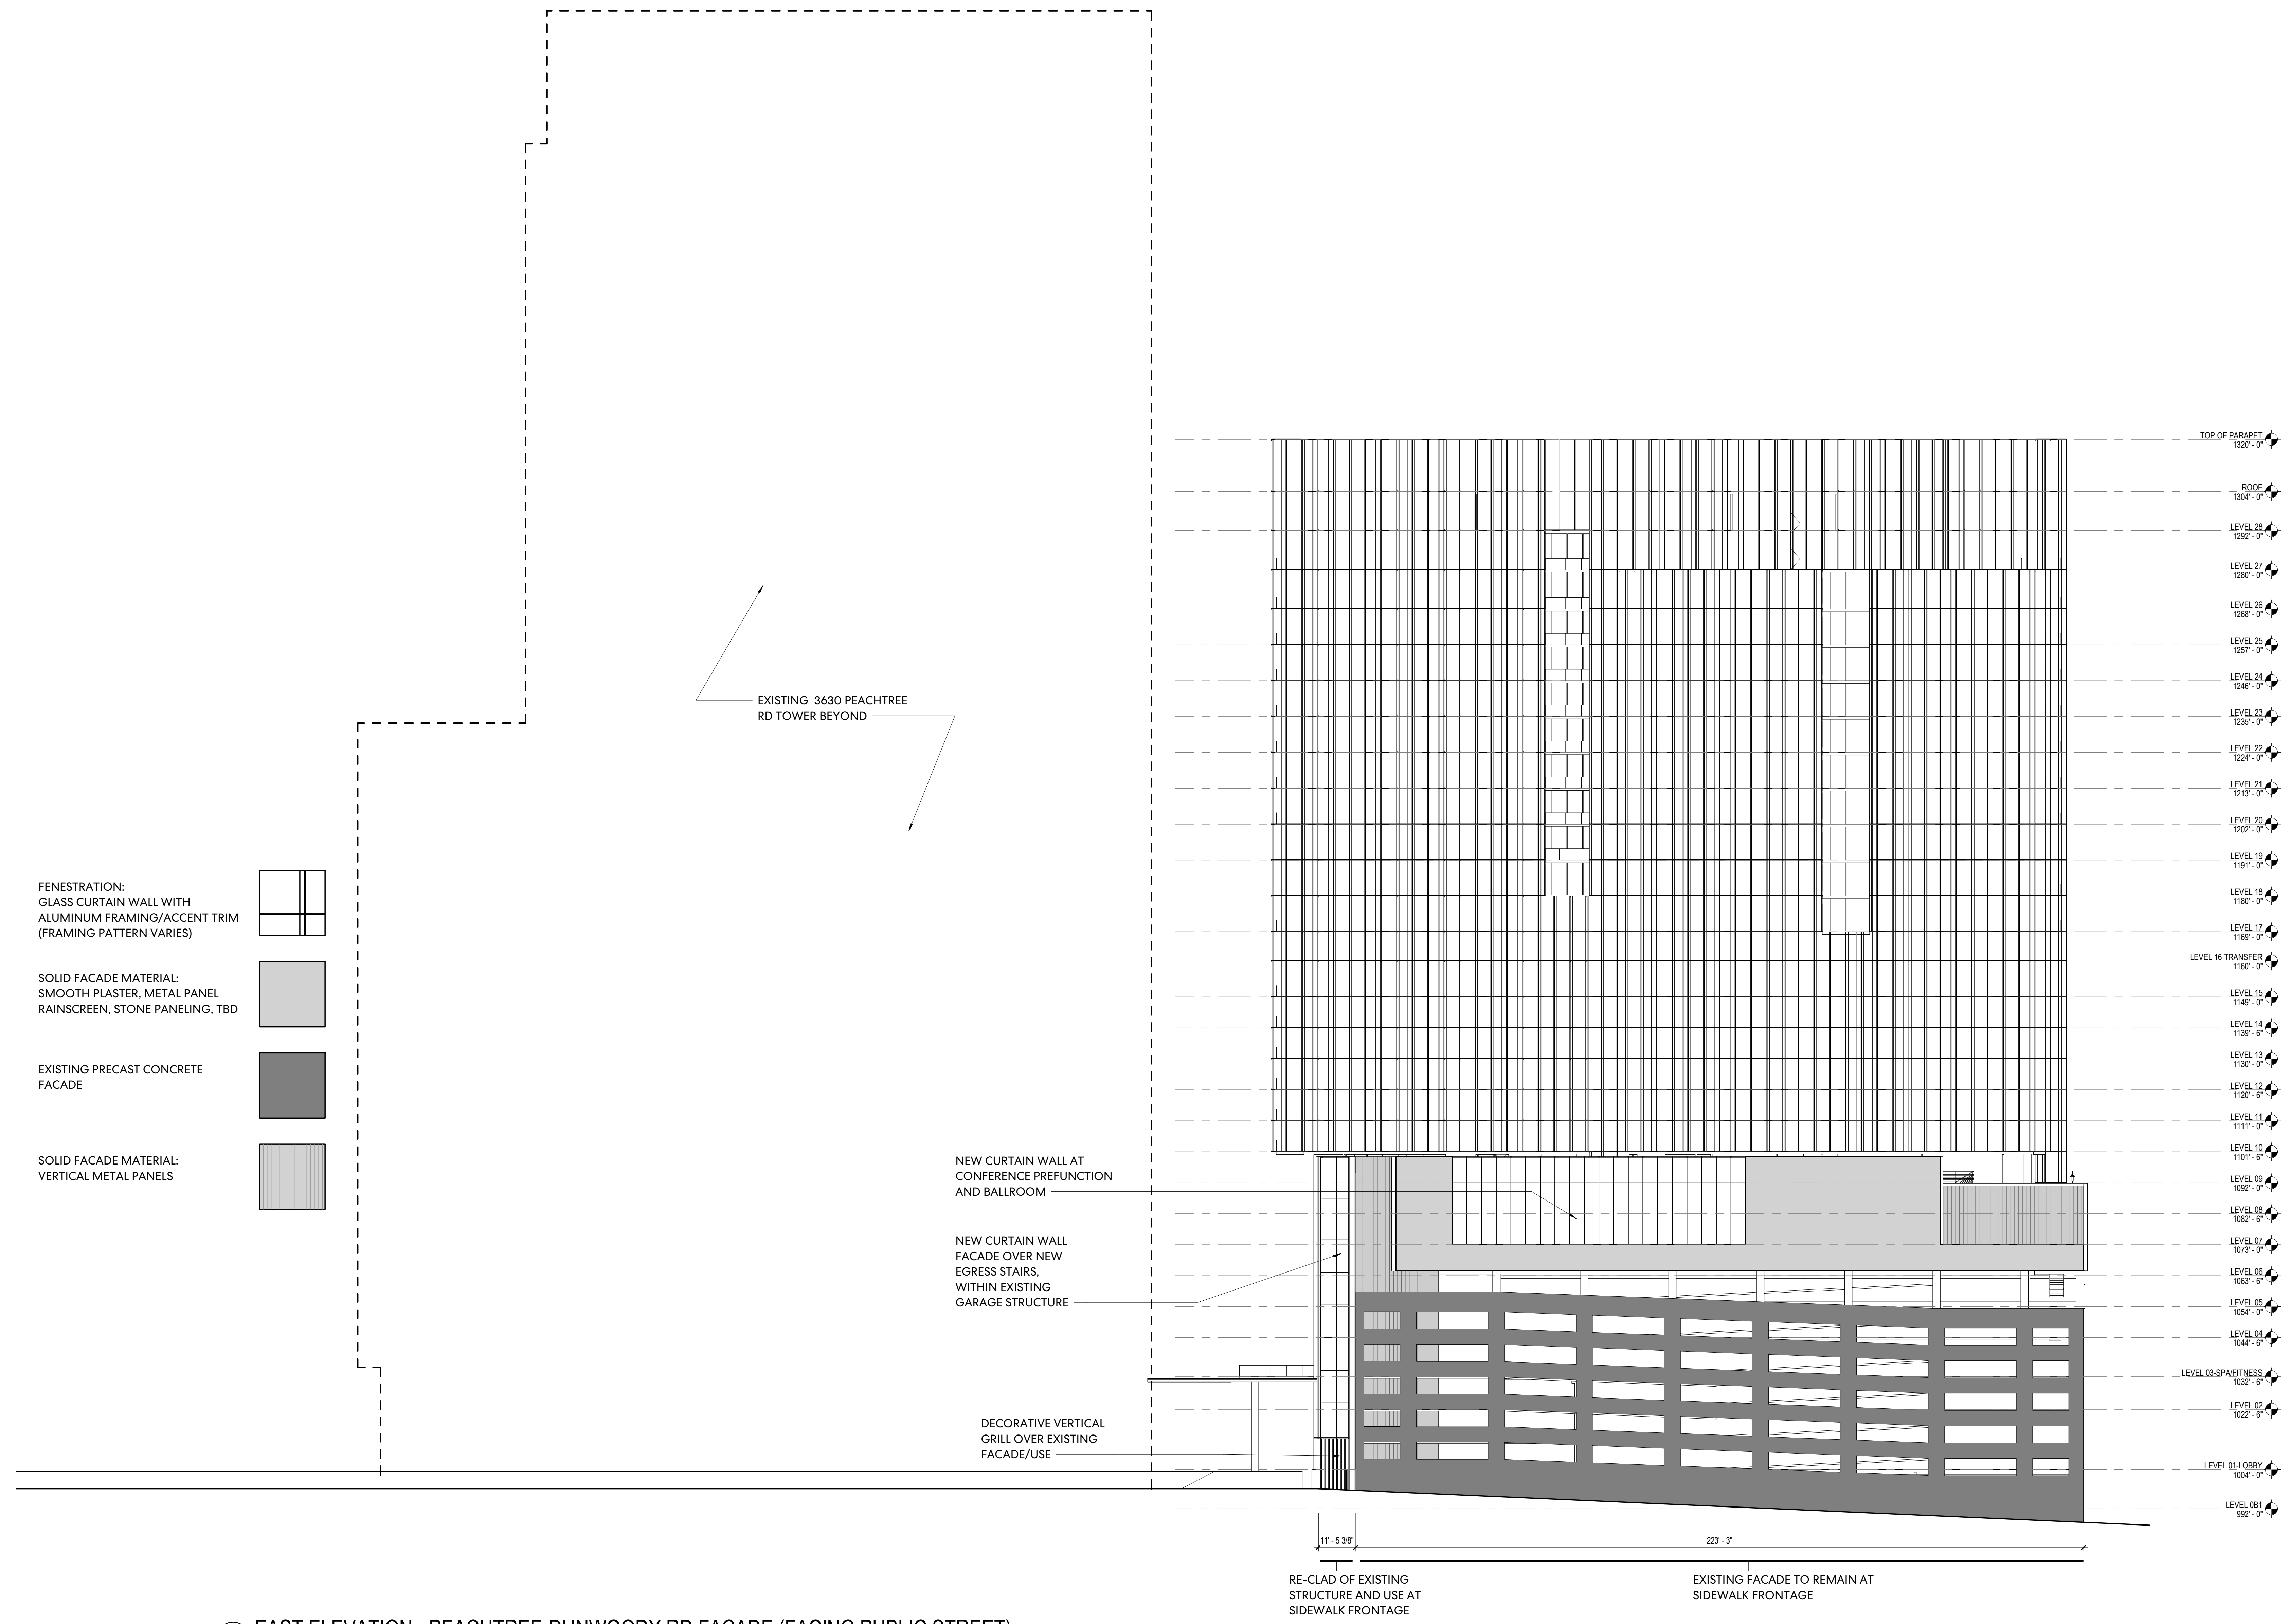 TOP OF PARAPET
1320' - 0"
ROOF
1304' - 0"
LEVEL 28
1292' - 0"
LEVEL 27
1280' - 0"
LEVEL 26
1268' - 0"
LEVEL 25
1257' - 0"
LEVEL 24
1246' - 0"
LEVEL 23
1235' - 0"
LEVEL 22
1224' - 0"
LEVEL 21
1213' - 0"
LEVEL 20
1202' - 0"
LEVEL 19
1191' - 0"
LEVEL 18
1180' - 0"
LEVEL 17
1169' - 0"
LEVEL 16 TRANSFER
1160' - 0"
LEVEL 15
1149' - 0"
LEVEL 14
1139' - 6"
LEVEL 13
1130' - 0"
LEVEL 12
1120' - 6"
LEVEL 11
1111' - 0"
LEVEL 10
1101' - 6"
LEVEL 09
1092' - 0"
LEVEL 08
1082' - 6"
LEVEL 07
1073' - 0"
LEVEL 06
1063' - 6"
LEVEL 05
1054' - 0"
LEVEL 04
1044' - 6"
LEVEL 03-SPA/FITNESS
1032' - 6"
LEVEL 02
1022' - 6"
LEVEL 01-LOBBY
1004' - 0"
LEVEL 0B1
992' - 0"
EXISTING 3630 PEACHTREE
RD TOWER BEYOND
FENESTRATION:
GLASS CURTAIN WALL WITH
ALUMINUM FRAMING/ACCENT TRIM
(FRAMING PATTERN VARIES)
SOLID FACADE MATERIAL:
SMOOTH PLASTER, METAL PANEL
RAINSCREEN, STONE PANELING, TBD
EXISTING PRECAST CONCRETE
FACADE
SOLID FACADE MATERIAL:
VERTICAL METAL PANELS
NEW CURTAIN WALL AT
CONFERENCE PREFUNCTION
AND BALLROOM
NEW CURTAIN WALL
FACADE OVER NEW
EGRESS STAIRS,
WITHIN EXISTING
GARAGE STRUCTURE
DECORATIVE VERTICAL
GRILL OVER EXISTING
FACADE/USE
11' - 5 3/8"
223' - 3"
RE-CLAD OF EXISTING
STRUCTURE AND USE AT
SIDEWALK FRONTAGE
EXISTING FACADE TO REMAIN AT
SIDEWALK FRONTAGE
EAST ELEVATION - PEACHTREE DUNWOODY RD FACADE (FACING PUBLIC STREET)